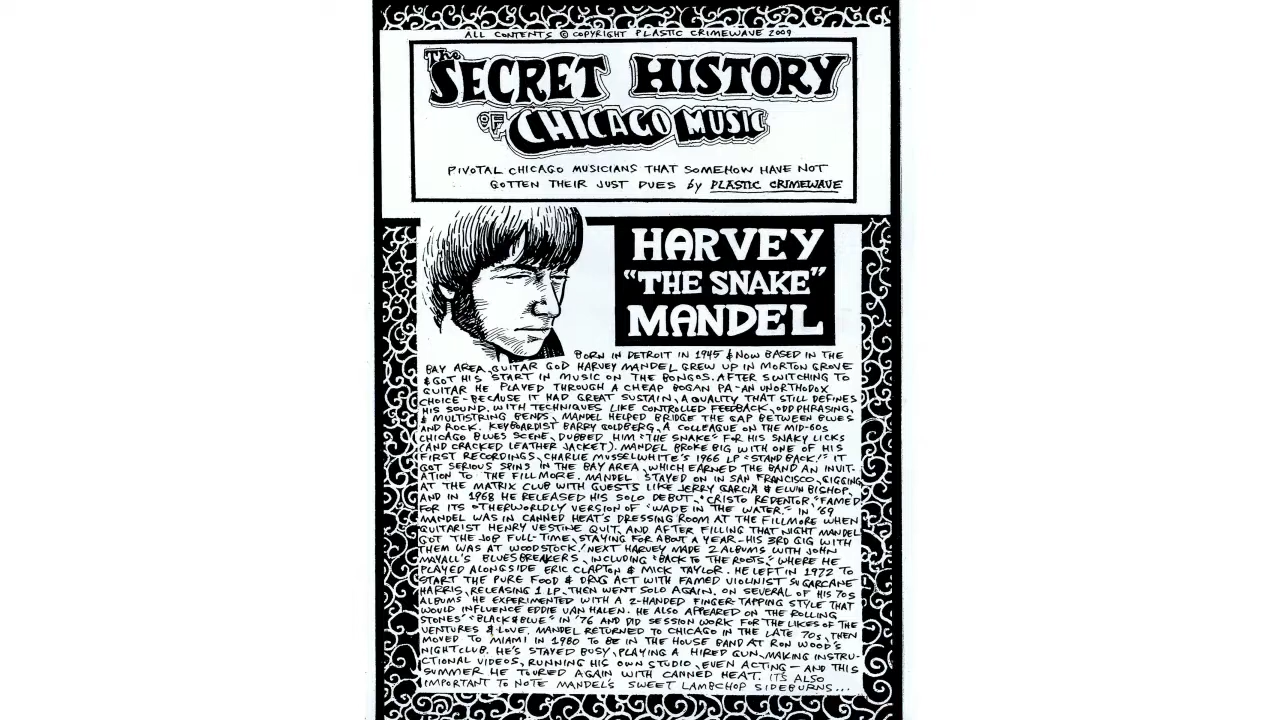 ALL CONTENTS © COPYRIGHT PLASTIC CRIMEWAVE 2009
The
SECRET HISTORY
OF CHICAGO MUSIC
PIVOTAL CHICAGO MUSICIANS THAT SOMEHOW HAVE NOT
GOTTEN THEIR JUST DUES by PLASTIC CRIMEWAVE
HARVEY
"THE SNAKE"
MANDEL
BORN IN DETROIT IN 1945 & NOW BASED IN THE
BAY AREA, GUITAR GOD HARVEY MANDEL GREW UP IN MORTON GROVE
& GOT HIS START IN MUSIC ON THE BONGOS. AFTER SWITCHING TO
GUITAR HE PLAYED THROUGH A CHEAP BOGAN PA-AN UNORTHODOX
CHOICE-BECAUSE IT HAD GREAT SUSTAIN, A QUALITY THAT STILL DEFINES
HIS SOUND. WITH TECHNIQUES LIKE CONTROLLED FEEDBACK, ODD PHRASING,
& MULTISTRING BENDS, MANDEL HELPED BRIDGE THE GAP BETWEEN BLUES
AND ROCK. KEYBOARDIST BARRY GOLDBERG, A COLLEAGUE ON THE MID-60s
CHICAGO BLUES SCENE, DUBBED HIM "THE SNAKE" FOR HIS SNAKY LICKS
(AND CRACKED LEATHER JACKET). MANDEL BROKE BIG WITH ONE OF HIS
FIRST RECORDINGS, CHARLIE MUSSELWHITE'S 1966 LP "STAND BACK!" IT
GOT SERIOUS SPINS IN THE BAY AREA, WHICH EARNED THE BAND AN INVIT-
ATION TO THE FILLMORE. MANDEL STAYED ON IN SAN FRANCISCO, GIGGING
AT THE MATRIX CLUB WITH GUESTS LIKE JERRY GARCIA & ELVIN BISHOP,
AND IN 1968 HE RELEASED HIS SOLO DEBUT, "CRISTO REDENTOR," FAMED
FOR ITS OTHERWORLDLY VERSION OF "WADE IN THE WATER." IN '69
MANDEL WAS IN CANNED HEAT'S DRESSING ROOM AT THE FILLMORE WHEN
GUITARIST HENRY VESTINE QUIT, AND AFTER FILLING THAT NIGHT MANDEL
GOT THE JOB FULL-TIME, STAYING FOR ABOUT A YEAR-HIS 3RD GIG WITH
THEM WAS AT WOODSTOCK! NEXT HARVEY MADE 2 ALBUMS WITH JOHN
MAYALL'S BLUESBREAKERS, INCLUDING "BACK TO THE ROOTS," WHERE HE
PLAYED ALONGSIDE ERIC CLAPTON & MICK TAYLOR. HE LEFT IN 1972 TO
START THE PURE FOOD & DRUG ACT WITH FAMED VIOLINIST SUGARCANE
HARRIS, RELEASING 1 LP, THEN WENT SOLO AGAIN. ON SEVERAL OF HIS 70s
ALBUMS HE EXPERIMENTED WITH A 2-HANDED FINGER-TAPPING STYLE THAT
WOULD INFLUENCE EDDIE VAN HALEN. HE ALSO APPEARED ON THE ROLLING
STONES' "BLACK & BLUE" IN '76 AND DID SESSION WORK FOR THE LIKES OF THE
VENTURES & LOVE. MANDEL RETURNED TO CHICAGO IN THE LATE 70s, THEN
MOVED TO MIAMI IN 1980 TO BE IN THE HOUSE BAND AT RON WOOD'S
NIGHTCLUB. HE'S STAYED BUSY, PLAYING A HIRED GUN, MAKING INSTRU-
CTIONAL VIDEOS, RUNNING HIS OWN STUDIO, EVEN ACTING - AND THIS
SUMMER HE TOURED AGAIN WITH CANNED HEAT. IT'S ALSO
IMPORTANT TO NOTE MANDEL'S SWEET LAMBCHOP SIDEBURNS...